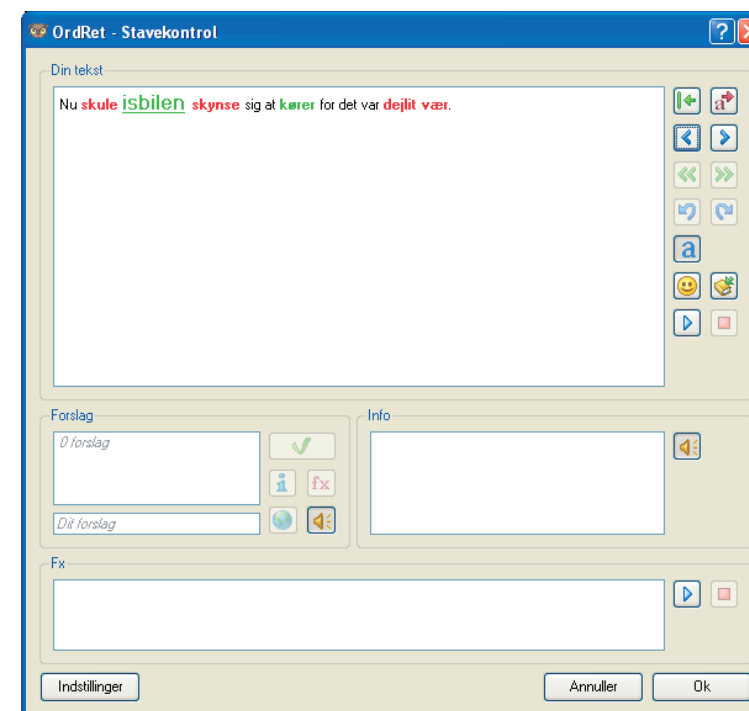 OrdRet - Stavekontrol
Din tekst
Nu skule isbilen skynse sig at kører for det var dejlit vær.
a
a
Forslag
Info
0 forslag
i
fx
Dit forslag
Fx
Indstillinger
Annuller
Ok